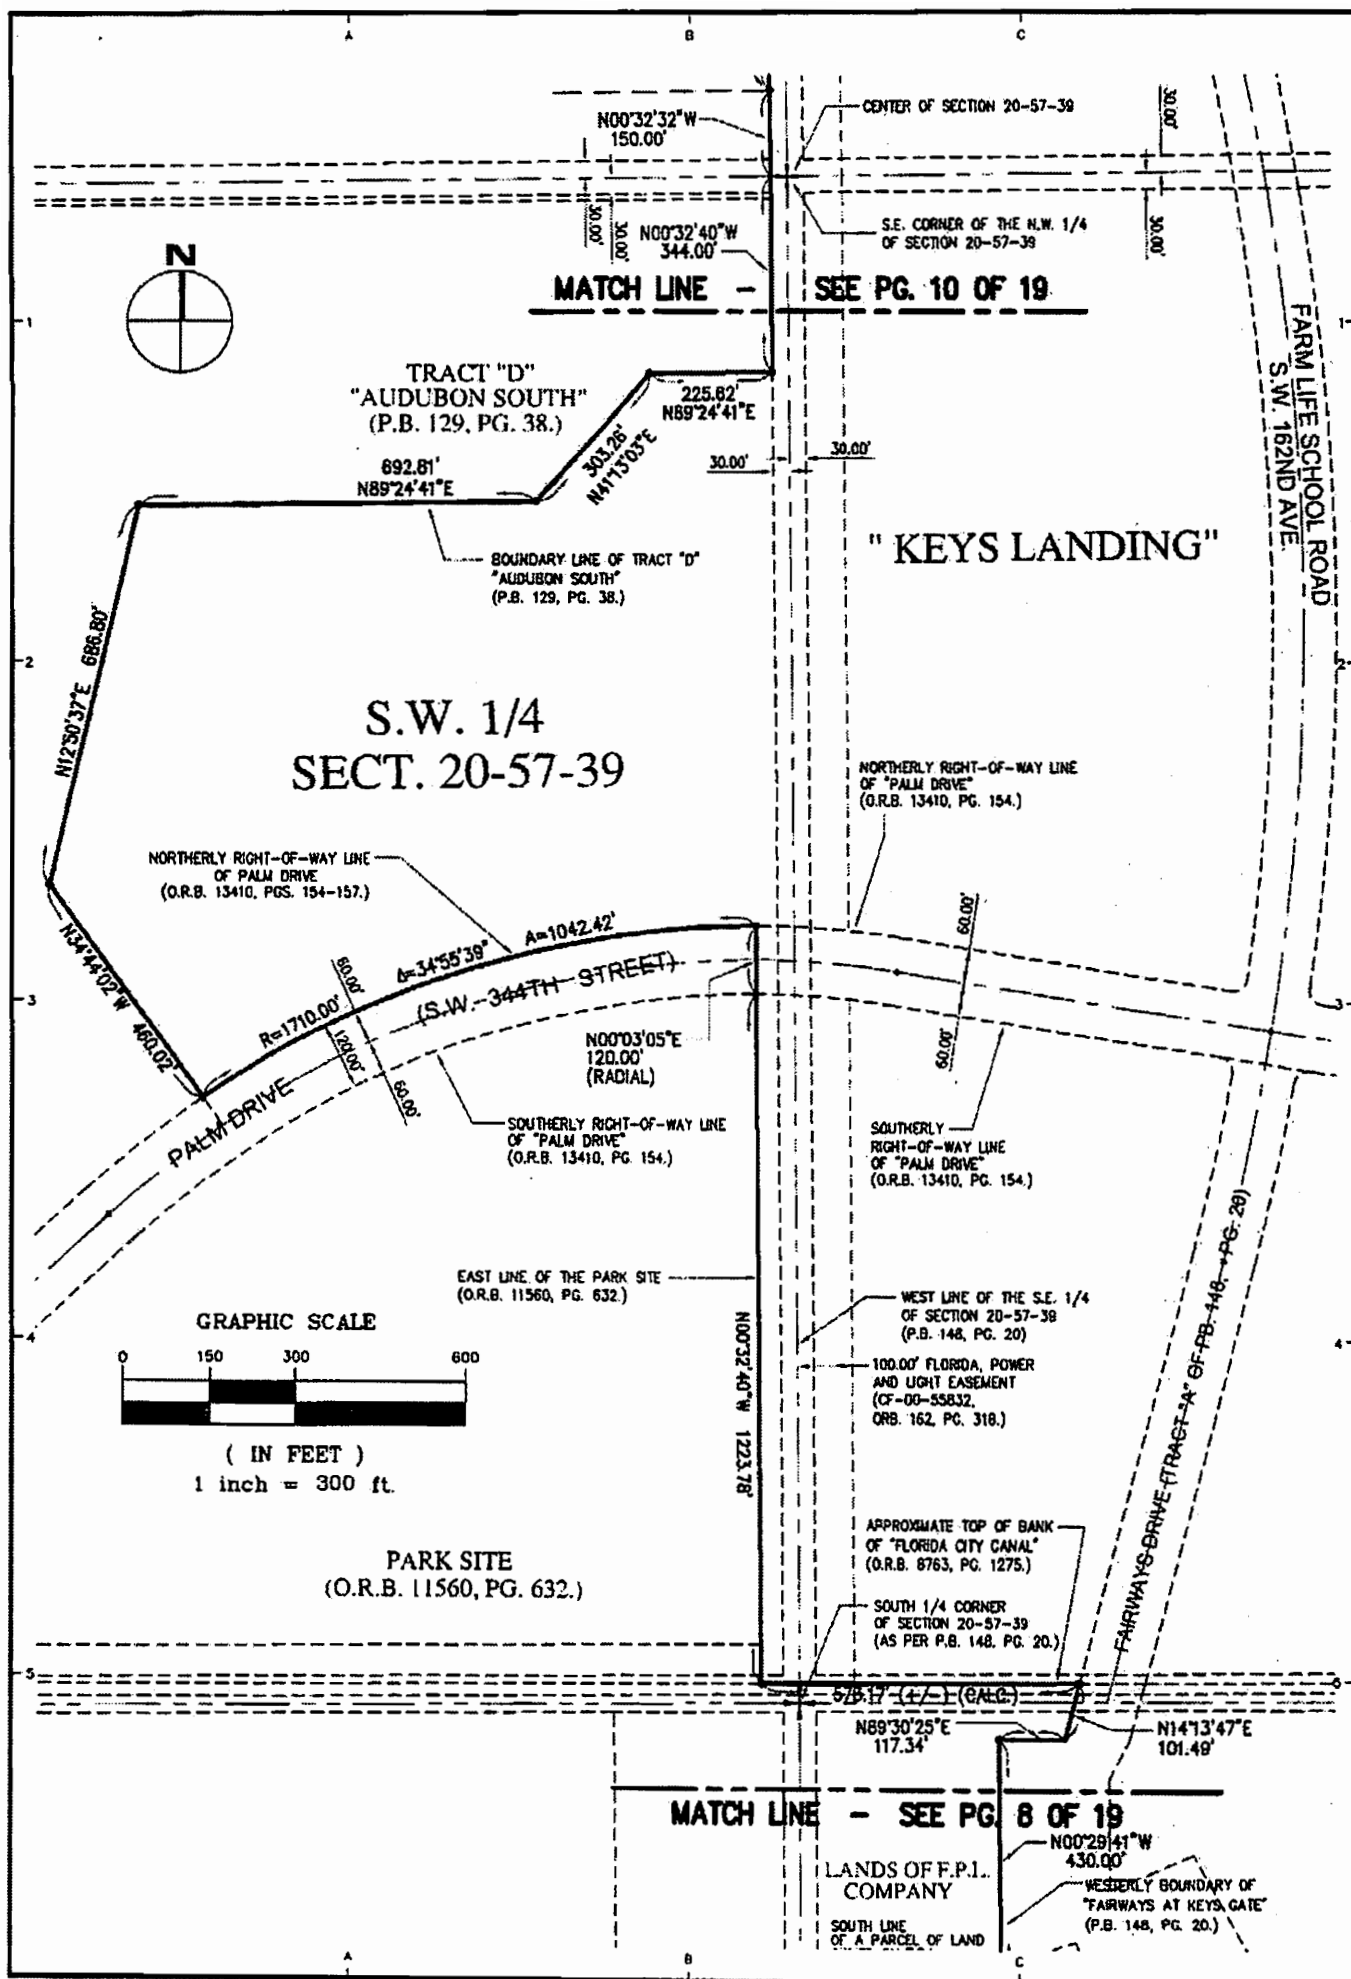 A
B
C
N00°32'32"W
150.00'
CENTER OF SECTION 20-57-39
30.00'
30.00'
30.00'
30.00'
S.E. CORNER OF THE N.W. 1/4
OF SECTION 20-57-39
N00°32'40"W
344.00'
N
MATCH LINE - SEE PG. 10 OF 19
1
1
FARM LIFE SCHOOL ROAD
S.W. 162ND AVE.
TRACT "D"
"AUDUBON SOUTH"
(P.B. 129, PG. 38.)
225.62'
N89°24'41"E
303.26'
N41°13'03"E
30.00'
30.00'
692.81'
N89°24'41"E
BOUNDARY LINE OF TRACT "D"
"AUDUBON SOUTH"
(P.B. 129, PG. 38.)
" KEYS LANDING"
N12°50'37"E 686.80'
2
2
S.W. 1/4
SECT. 20-57-39
NORTHERLY RIGHT-OF-WAY LINE
OF "PALM DRIVE"
(O.R.B. 13410, PG. 154.)
NORTHERLY RIGHT-OF-WAY LINE
OF PALM DRIVE
(O.R.B. 13410, PGS. 154-157.)
N34°44'02"W 460.02'
R=1710.00'
Δ=34°55'39"
A=1042.42'
60.00'
120.00'
60.00'
(S.W. 344TH STREET)
PALM DRIVE
60.00'
60.00'
3
3
N00°03'05"E
120.00'
(RADIAL)
SOUTHERLY RIGHT-OF-WAY LINE
OF "PALM DRIVE"
(O.R.B. 13410, PG. 154.)
SOUTHERLY
RIGHT-OF-WAY LINE
OF "PALM DRIVE"
(O.R.B. 13410, PG. 154.)
EAST LINE OF THE PARK SITE
(O.R.B. 11560, PG. 632.)
WEST LINE OF THE S.E. 1/4
OF SECTION 20-57-39
(P.B. 148, PG. 20)
100.00' FLORIDA, POWER
AND LIGHT EASEMENT
(CF-00-55832,
ORB. 162, PG. 318.)
N00°32'40"W 1223.78'
FAIRWAYS DRIVE (TRACT "A" OF PB. 148, PG. 20)
GRAPHIC SCALE
0 150 300 600
( IN FEET )
1 inch = 300 ft.
4
4
PARK SITE
(O.R.B. 11560, PG. 632.)
APPROXIMATE TOP OF BANK
OF "FLORIDA CITY CANAL"
(O.R.B. 8763, PG. 1275.)
SOUTH 1/4 CORNER
OF SECTION 20-57-39
(AS PER P.B. 148, PG. 20.)
5
(+/-) (CALC.)
N89°30'25"E
117.34'
N14°13'47"E
101.49'
MATCH LINE - SEE PG. 8 OF 19
N00°29'41"W
430.00'
LANDS OF F.P.L.
COMPANY
WESTERLY BOUNDARY OF
"FAIRWAYS AT KEYS GATE"
(P.B. 148, PG. 20.)
SOUTH LINE
OF A PARCEL OF LAND
A
B
C